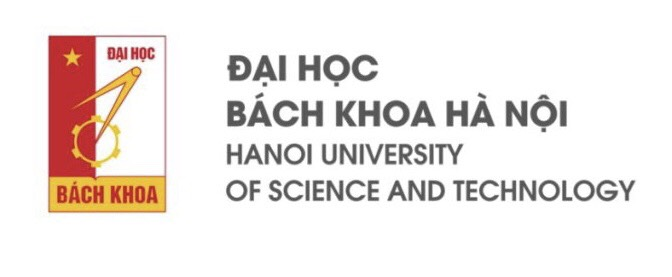 ĐẠI HỌC
BÁCH KHOA
ĐẠI HỌC
BÁCH KHOA HÀ NỘI
HANOI UNIVERSITY
OF SCIENCE AND TECHNOLOGY